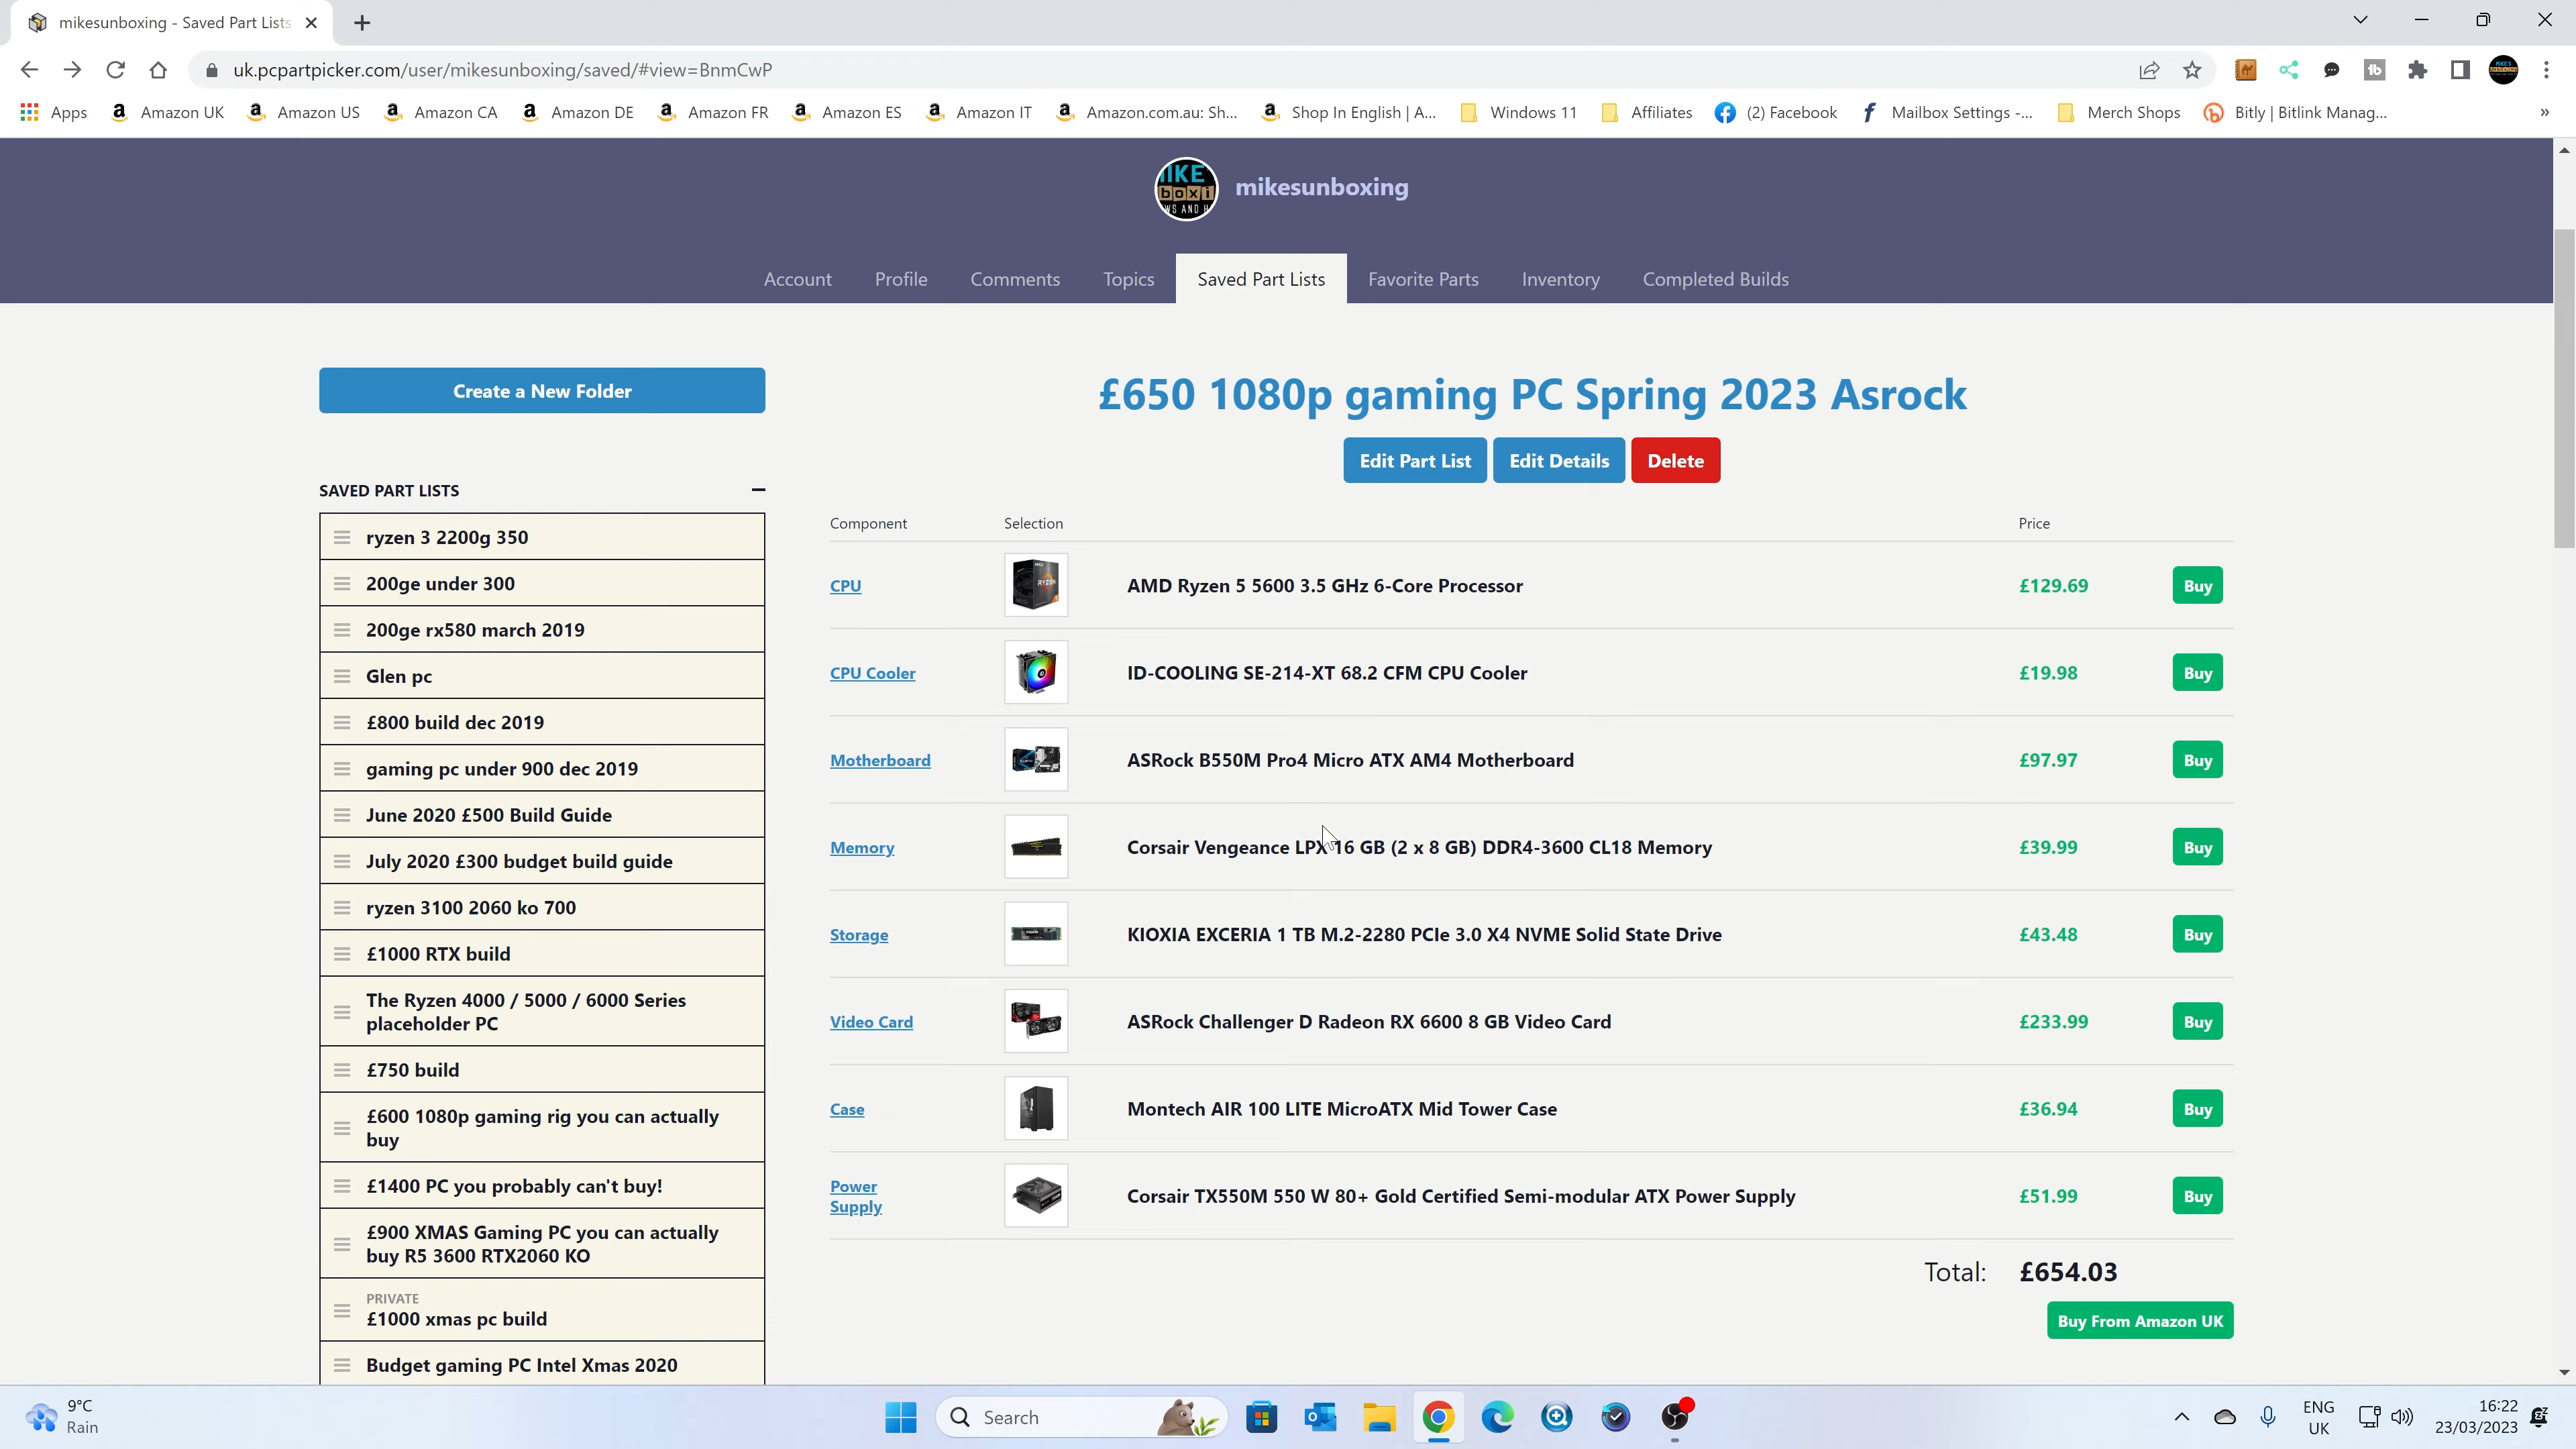 mikesunboxing - Saved Part Lists
uk.pcpartpicker.com/user/mikesunboxing/saved/#view=BnmCwP
Apps Amazon UK Amazon US Amazon CA Amazon DE Amazon FR Amazon ES Amazon IT Amazon.com.au: Sh... Shop In English | A... Windows 11 Affiliates (2) Facebook Mailbox Settings -... Merch Shops Bitly | Bitlink Manag... »
mikesunboxing
Account Profile Comments Topics Saved Part Lists Favorite Parts Inventory Completed Builds
Create a New Folder
SAVED PART LISTS
ryzen 3 2200g 350
200ge under 300
200ge rx580 march 2019
Glen pc
£800 build dec 2019
gaming pc under 900 dec 2019
June 2020 £500 Build Guide
July 2020 £300 budget build guide
ryzen 3100 2060 ko 700
£1000 RTX build
The Ryzen 4000 / 5000 / 6000 Series
placeholder PC
£750 build
£600 1080p gaming rig you can actually
buy
£1400 PC you probably can't buy!
£900 XMAS Gaming PC you can actually
buy R5 3600 RTX2060 KO
PRIVATE
£1000 xmas pc build
Budget gaming PC Intel Xmas 2020
£650 1080p gaming PC Spring 2023 Asrock
Edit Part List Edit Details Delete
Component Selection Price
CPU AMD Ryzen 5 5600 3.5 GHz 6-Core Processor £129.69 Buy
CPU Cooler ID-COOLING SE-214-XT 68.2 CFM CPU Cooler £19.98 Buy
Motherboard ASRock B550M Pro4 Micro ATX AM4 Motherboard £97.97 Buy
Memory Corsair Vengeance LPX 16 GB (2 x 8 GB) DDR4-3600 CL18 Memory £39.99 Buy
Storage KIOXIA EXCERIA 1 TB M.2-2280 PCIe 3.0 X4 NVME Solid State Drive £43.48 Buy
Video Card ASRock Challenger D Radeon RX 6600 8 GB Video Card £233.99 Buy
Case Montech AIR 100 LITE MicroATX Mid Tower Case £36.94 Buy
Power
Supply Corsair TX550M 550 W 80+ Gold Certified Semi-modular ATX Power Supply £51.99 Buy
Total: £654.03
Buy From Amazon UK
9°C
Rain
Search
ENG
UK
16:22
23/03/2023